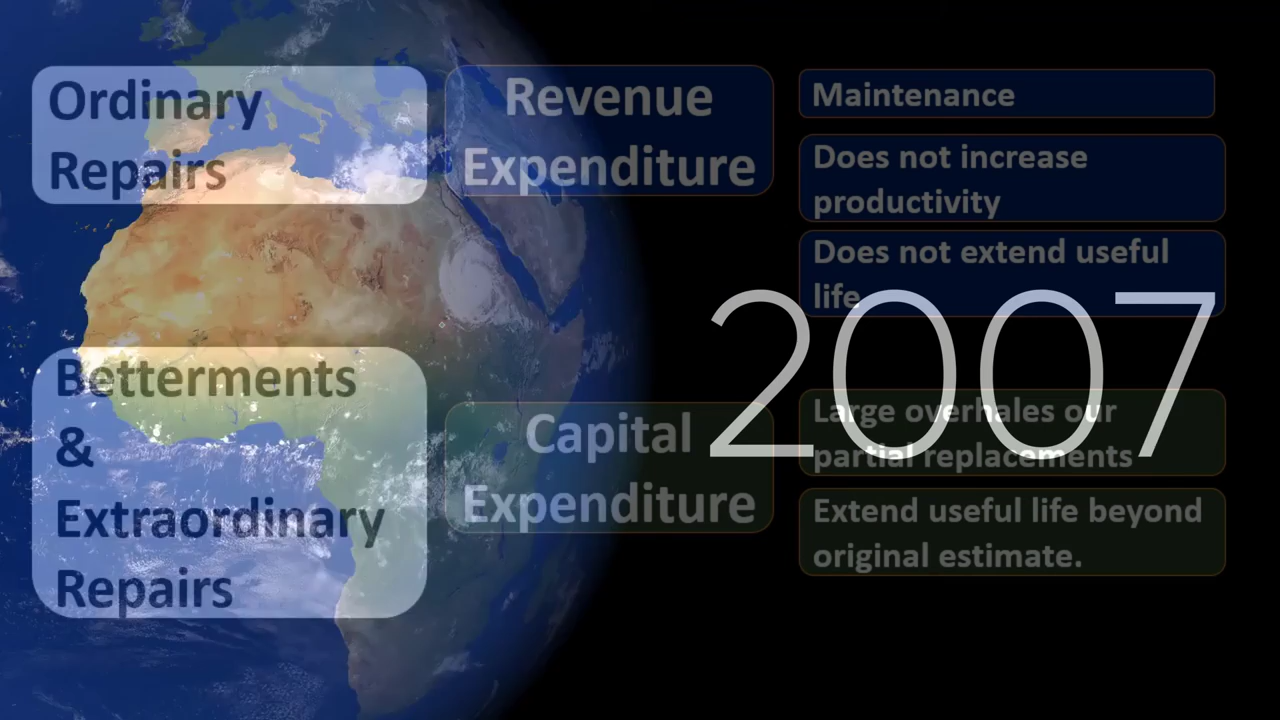 Ordinary
Repairs
Revenue
Expenditure
Maintenance
Does not increase
productivity
Does not extend useful
life
2007
Betterments
&
Extraordinary
Repairs
Capital
Expenditure
Large overhales our
partial replacements
Extend useful life beyond
original estimate.